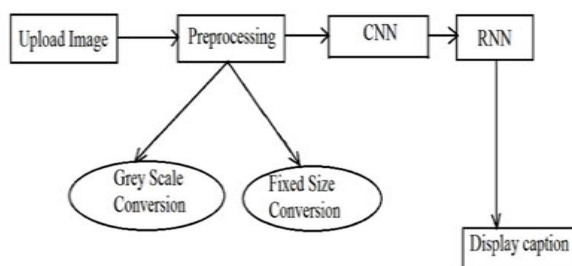 Upload Image
Preprocessing
CNN
RNN
Grey Scale
Conversion
Fixed Size
Conversion
Display caption